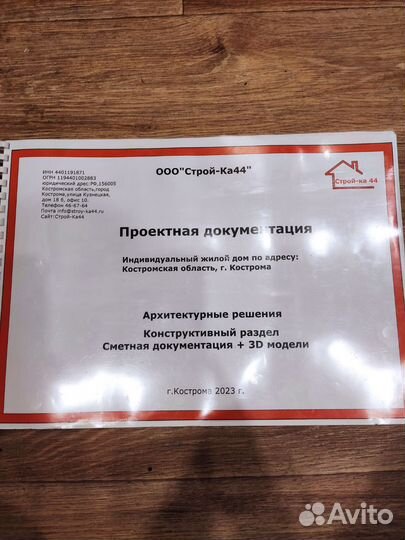 ООО"Строй-Ка44"
ИНН 4401191871
ОГРН 1194401002883
юридический дрес:РФ,156005
Костромская область,город
Кострома,улица Кузнецкая,
дом 18 б, офис 10.
Телефон 46-67-64
Почта info@stroy-ka44.ru
Сайт:Строй-Ка44
Строй-ка 44
Проектная документация
Индивидуальный жилой дом по адресу:
Костромская область, г. Кострома
Архитектурные решения
Конструктивный раздел
Сметная документация + 3D модели
г.Кострома 2023 г.
Avito